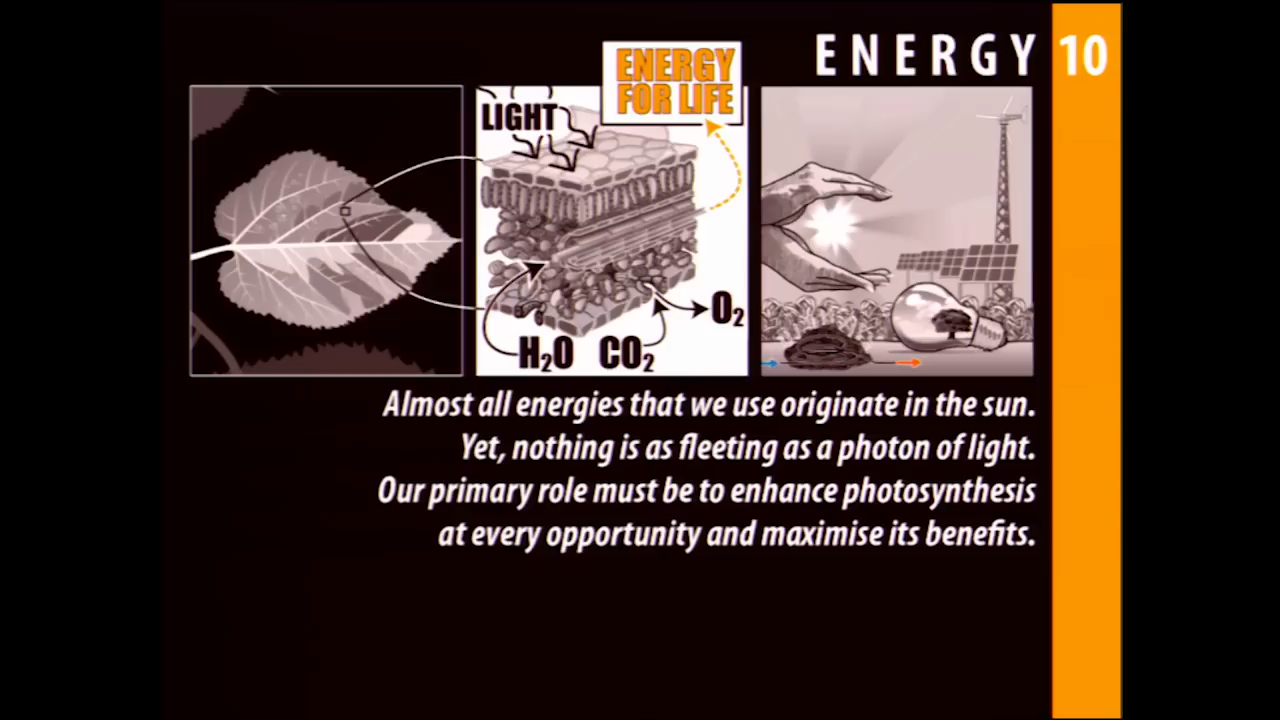 ENERGY 10
ENERGY
FOR LIFE
LIGHT
O₂
H₂O CO₂
Almost all energies that we use originate in the sun.
Yet, nothing is as fleeting as a photon of light.
Our primary role must be to enhance photosynthesis
at every opportunity and maximise its benefits.